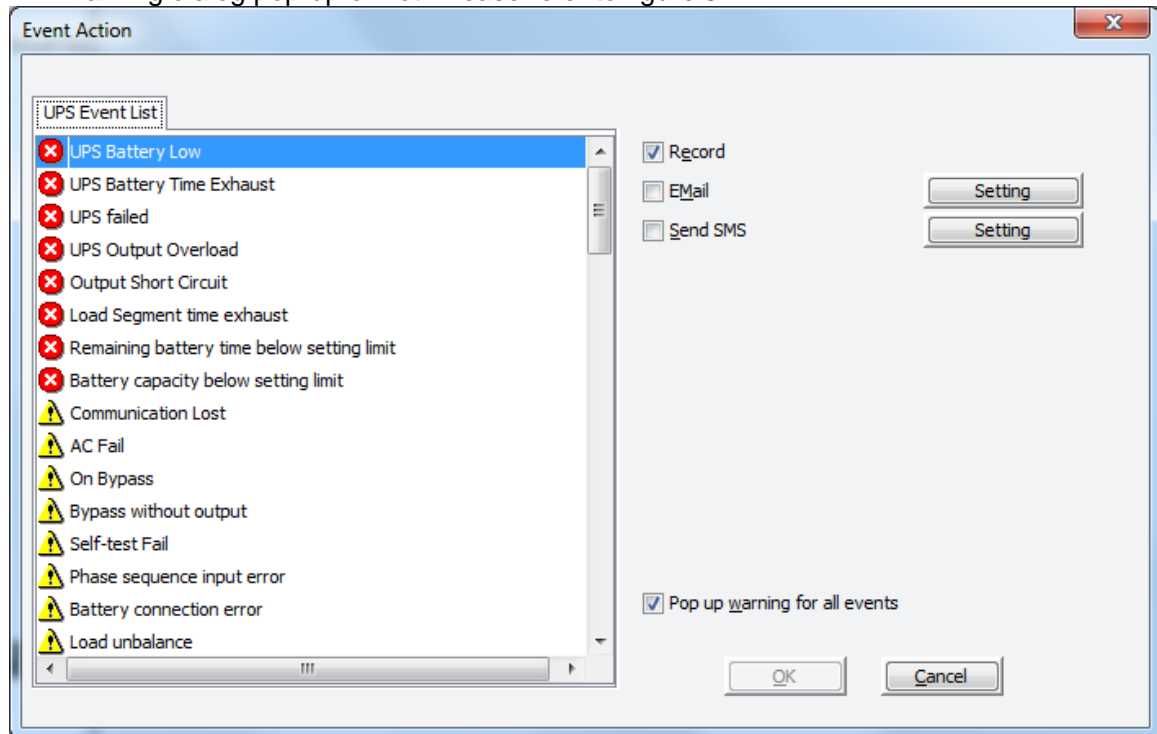 Event Action
UPS Event List
UPS Battery Low
UPS Battery Time Exhaust
UPS failed
UPS Output Overload
Output Short Circuit
Load Segment time exhaust
Remaining battery time below setting limit
Battery capacity below setting limit
Communication Lost
AC Fail
On Bypass
Bypass without output
Self-test Fail
Phase sequence input error
Battery connection error
Load unbalance
Record
EMail
Setting
Send SMS
Setting
Pop up warning for all events
OK
Cancel